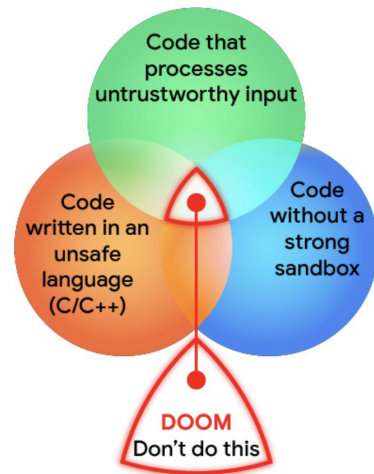 Code that
processes
untrustworthy input
Code
written in an
unsafe
language
(C/C++)
Code
without a
strong
sandbox
DOOM
Don't do this